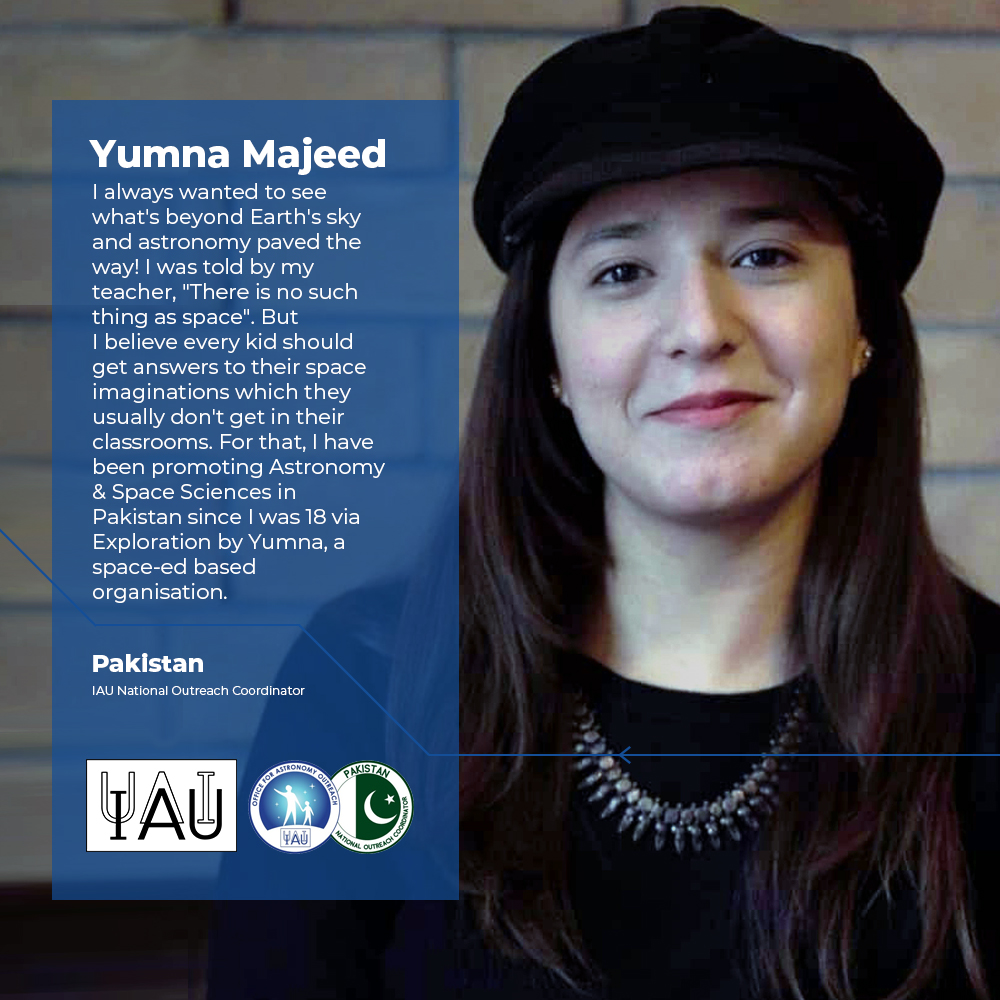 Yumna Majeed
I always wanted to see
what's beyond Earth's sky
and astronomy paved the
way! I was told by my
teacher, "There is no such
thing as space". But
I believe every kid should
get answers to their space
imaginations which they
usually don't get in their
classrooms. For that, I have
been promoting Astronomy
& Space Sciences in
Pakistan since I was 18 via
Exploration by Yumna, a
space-ed based
organisation.
Pakistan
IAU National Outreach Coordinator
UAI
IAU
OFFICE FOR ASTRONOMY OUTREACH
UAI
IAU
PAKISTAN
NATIONAL OUTREACH COORDINATOR